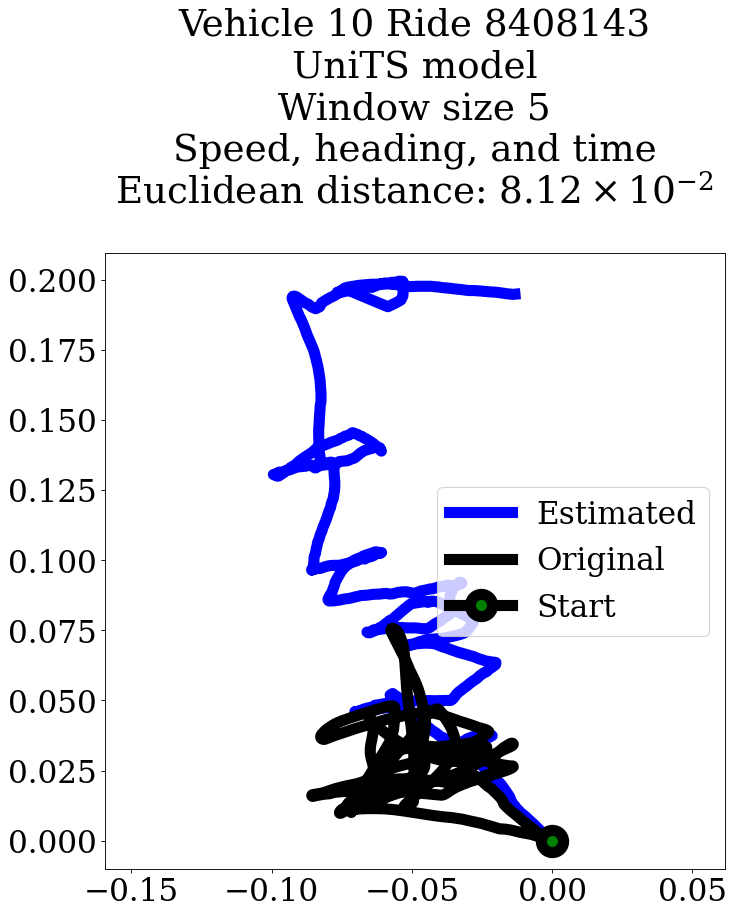 Vehicle 10 Ride 8408143
UniTS model
Window size 5
Speed, heading, and time
Euclidean distance: 8.12 × 10⁻²
0.200
0.175
0.150
0.125
0.100
0.075
0.050
0.025
0.000
Estimated
Original
Start
−0.15 −0.10 −0.05 0.00 0.05